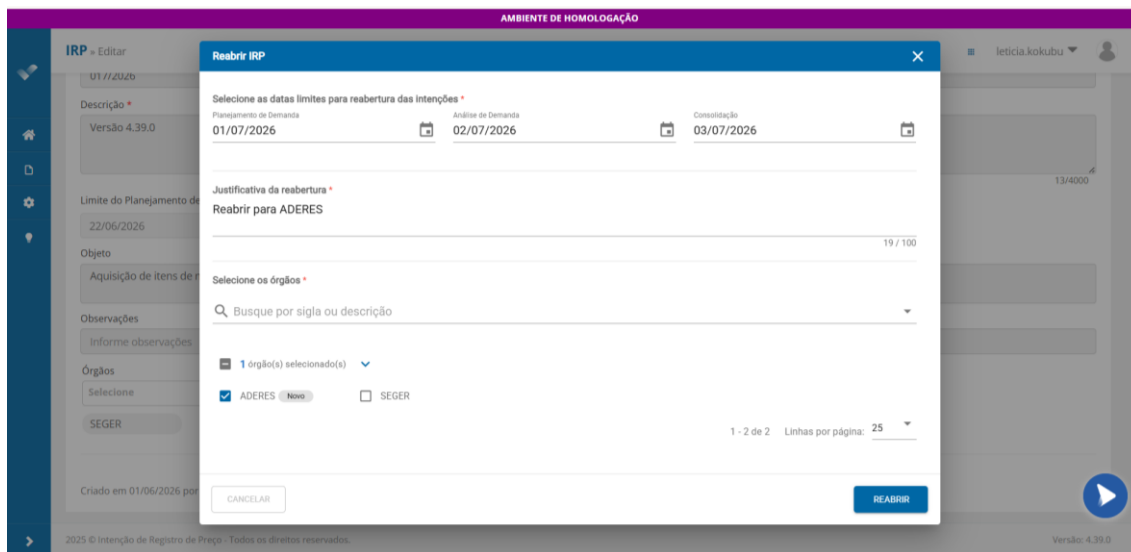 AMBIENTE DE HOMOLOGAÇÃO
IRP » Editar
leticia.kokubu
017/2026
Descrição *
Versão 4.39.0
13/4000
Limite do Planejamento de
22/06/2026
Objeto
Aquisição de itens de
Observações
Informe observações
Órgãos
Selecione
SEGER
Criado em 01/06/2026 por
Reabrir IRP
Selecione as datas limites para reabertura das intenções *
Planejamento de Demanda Análise de Demanda Consolidação
01/07/2026 02/07/2026 03/07/2026
Justificativa da reabertura *
Reabrir para ADERES
19 / 100
Selecione os órgãos *
Busque por sigla ou descrição
1 órgão(s) selecionado(s)
ADERES Novo SEGER
1 - 2 de 2 Linhas por página: 25
CANCELAR REABRIR
2025 © Intenção de Registro de Preço - Todos os direitos reservados. Versão: 4.39.0